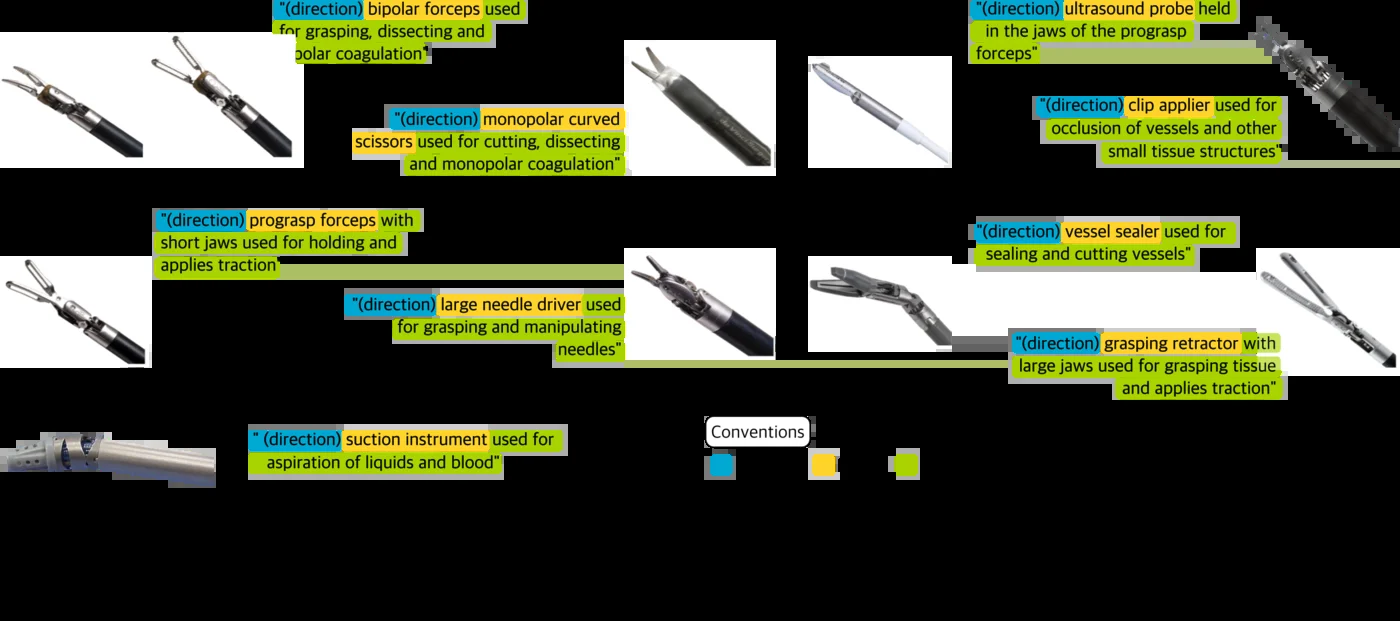 "(direction) bipolar forceps used
for grasping, dissecting and
polar coagulation"
"(direction) monopolar curved
scissors used for cutting, dissecting
and monopolar coagulation"
"(direction) ultrasound probe held
in the jaws of the prograsp
forceps"
"(direction) clip applier used for
occlusion of vessels and other
small tissue structures"
"(direction) prograsp forceps with
short jaws used for holding and
applies traction"
"(direction) large needle driver used
for grasping and manipulating
needles"
"(direction) vessel sealer used for
sealing and cutting vessels"
"(direction) grasping retractor with
large jaws used for grasping tissue
and applies traction"
" (direction) suction instrument used for
aspiration of liquids and blood"
Conventions